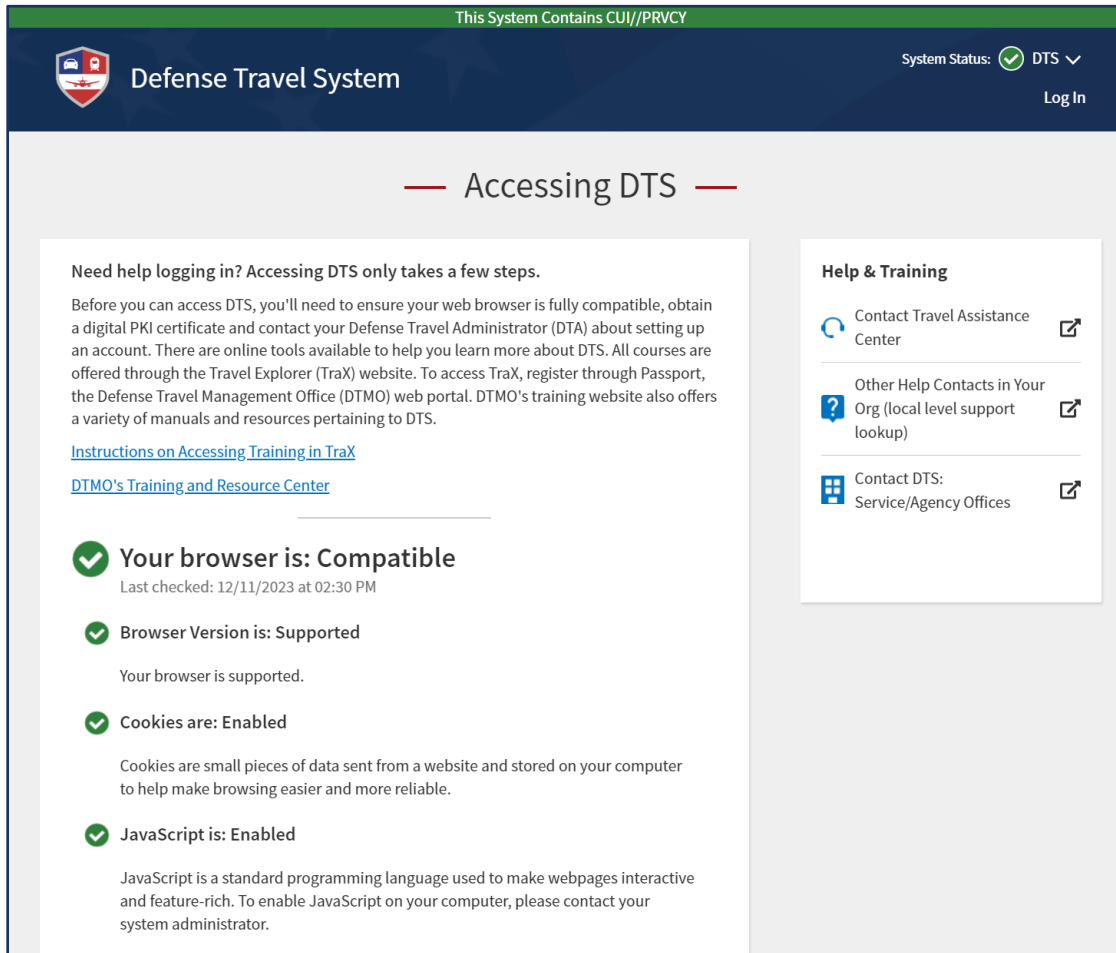 This System Contains CUI//PRVCY
Defense Travel System
System Status: DTS
Log In
Accessing DTS
Need help logging in? Accessing DTS only takes a few steps.
Before you can access DTS, you'll need to ensure your web browser is fully compatible, obtain
a digital PKI certificate and contact your Defense Travel Administrator (DTA) about setting up
an account. There are online tools available to help you learn more about DTS. All courses are
offered through the Travel Explorer (TraX) website. To access TraX, register through Passport,
the Defense Travel Management Office (DTMO) web portal. DTMO's training website also offers
a variety of manuals and resources pertaining to DTS.
Instructions on Accessing Training in TraX
DTMO's Training and Resource Center
Your browser is: Compatible
Last checked: 12/11/2023 at 02:30 PM
Browser Version is: Supported
Your browser is supported.
Cookies are: Enabled
Cookies are small pieces of data sent from a website and stored on your computer
to help make browsing easier and more reliable.
JavaScript is: Enabled
JavaScript is a standard programming language used to make webpages interactive
and feature-rich. To enable JavaScript on your computer, please contact your
system administrator.
Help & Training
Contact Travel Assistance
Center
Other Help Contacts in Your
Org (local level support
lookup)
Contact DTS:
Service/Agency Offices